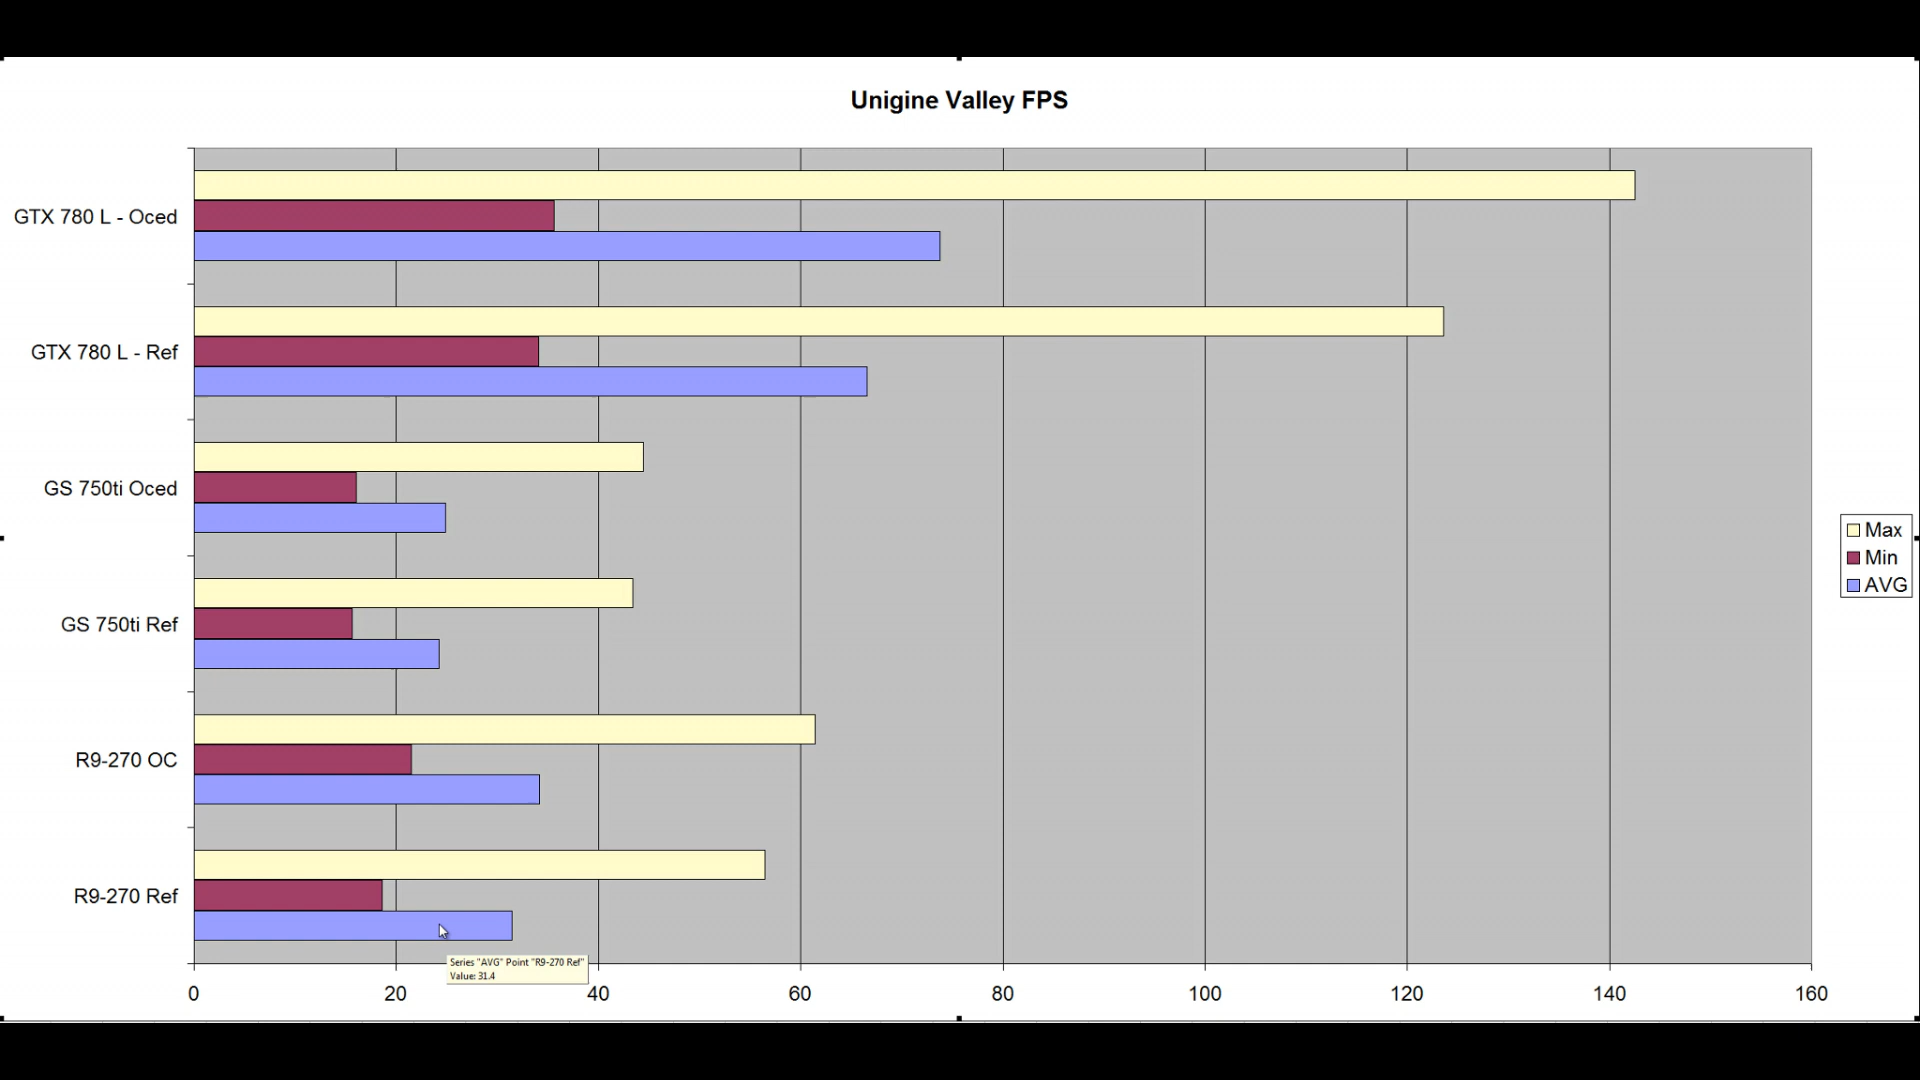 Unigine Valley FPS
GTX 780 L - Oced
GTX 780 L - Ref
GS 750ti Oced
GS 750ti Ref
R9-270 OC
R9-270 Ref
Max
Min
AVG
Series "AVG" Point "R9-270 Ref"
Value: 31.4
0 20 40 60 80 100 120 140 160